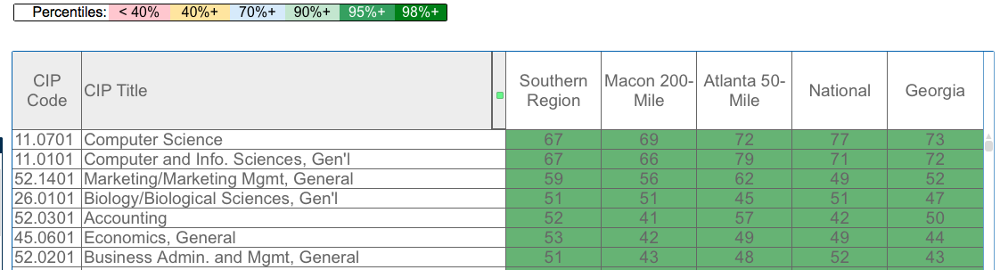 Percentiles: < 40% 40%+ 70%+ 90%+ 95%+ 98%+
CIP Code CIP Title Southern Region Macon 200-Mile Atlanta 50-Mile National Georgia
11.0701 Computer Science 67 69 72 77 73
11.0101 Computer and Info. Sciences, Gen'l 67 66 79 71 72
52.1401 Marketing/Marketing Mgmt, General 59 56 62 49 52
26.0101 Biology/Biological Sciences, Gen'l 51 51 45 51 47
52.0301 Accounting 52 41 57 42 50
45.0601 Economics, General 53 42 49 49 44
52.0201 Business Admin. and Mgmt, General 51 43 48 52 43